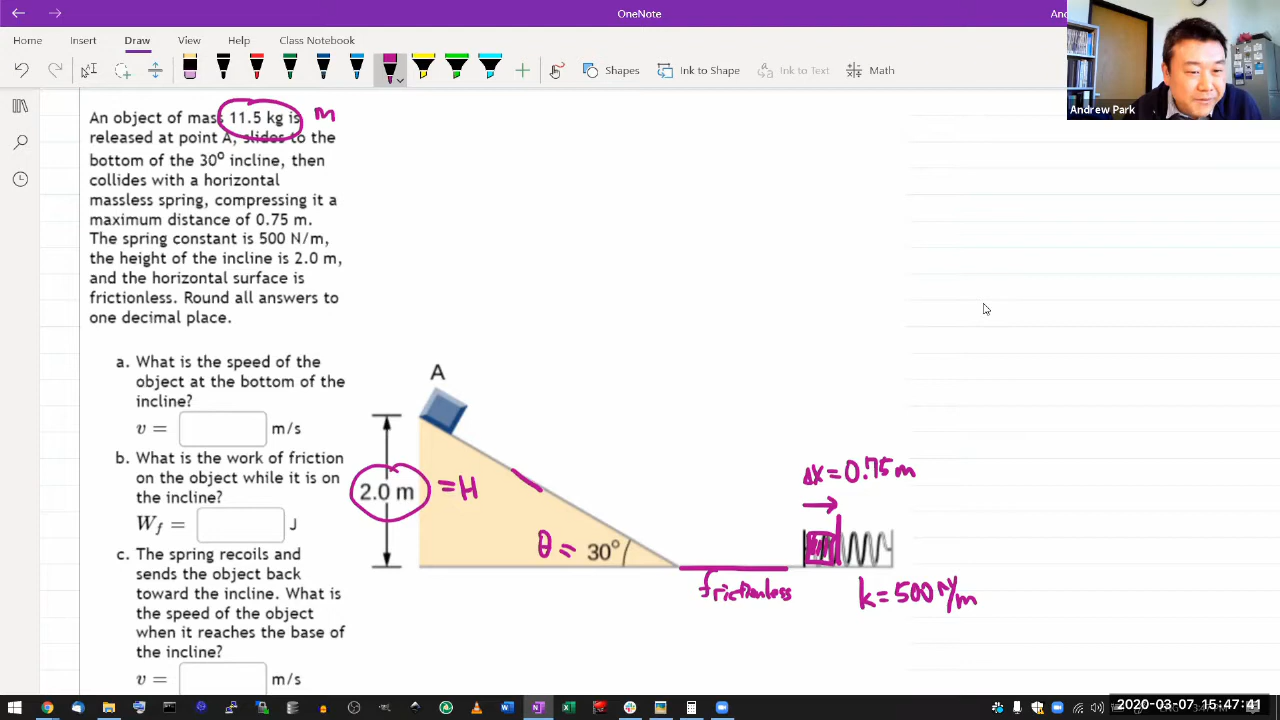 OneNote
An
Home Insert Draw View Help Class Notebook
Shapes Ink to Shape Ink to Text Math
Andrew Park
An object of mass 11.5 kg is m
released at point A, slides to the
bottom of the 30° incline, then
collides with a horizontal
massless spring, compressing it a
maximum distance of 0.75 m.
The spring constant is 500 N/m,
the height of the incline is 2.0 m,
and the horizontal surface is
frictionless. Round all answers to
one decimal place.
a. What is the speed of the
object at the bottom of the
incline?
v = m/s
b. What is the work of friction
on the object while it is on
the incline?
W_f = J
c. The spring recoils and
sends the object back
toward the incline. What is
the speed of the object
when it reaches the base of
the incline?
v = m/s
A
2.0 m = H
θ = 30°
Δx = 0.75 m
frictionless
k = 500 N/m
2020-03-07 15:47:41